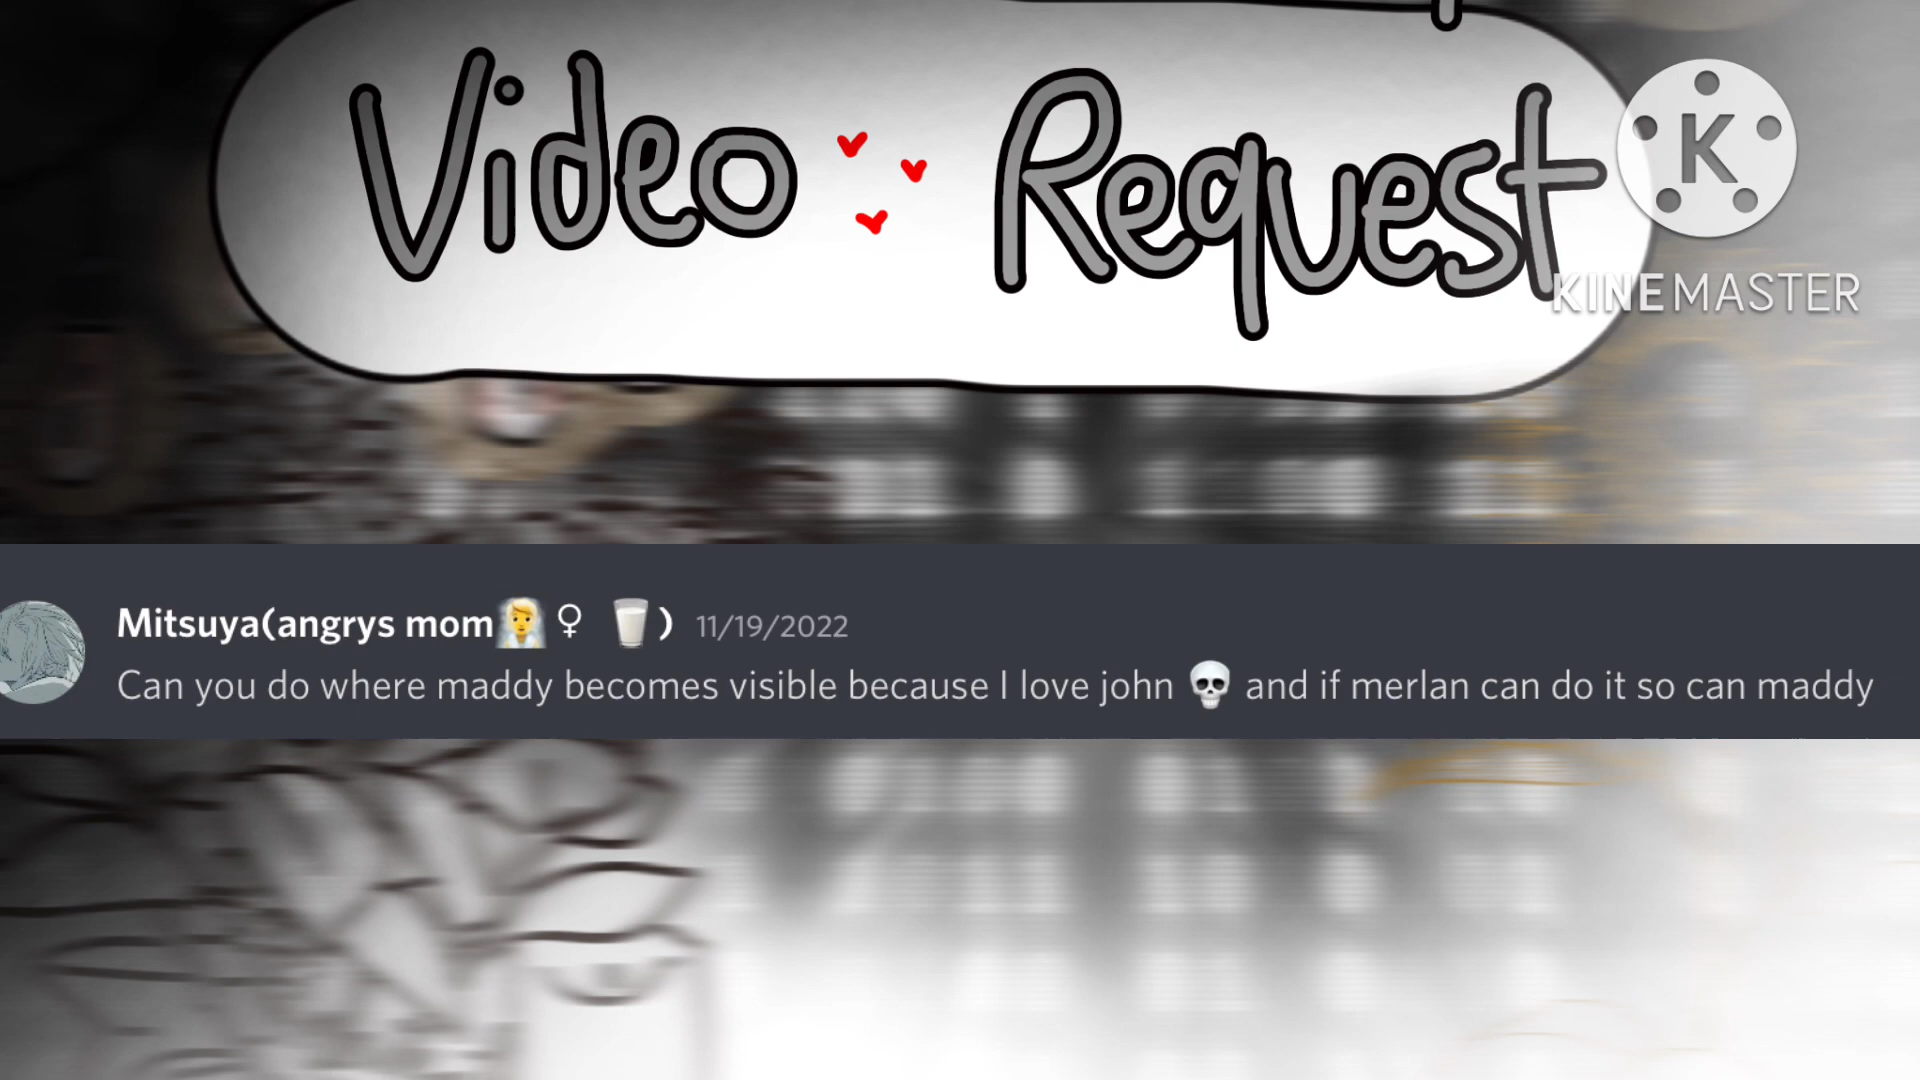 Video Request
K
KINEMASTER
Mitsuya(angrys mom🧖♀ 🥛) 11/19/2022
Can you do where maddy becomes visible because I love john 💀 and if merlan can do it so can maddy